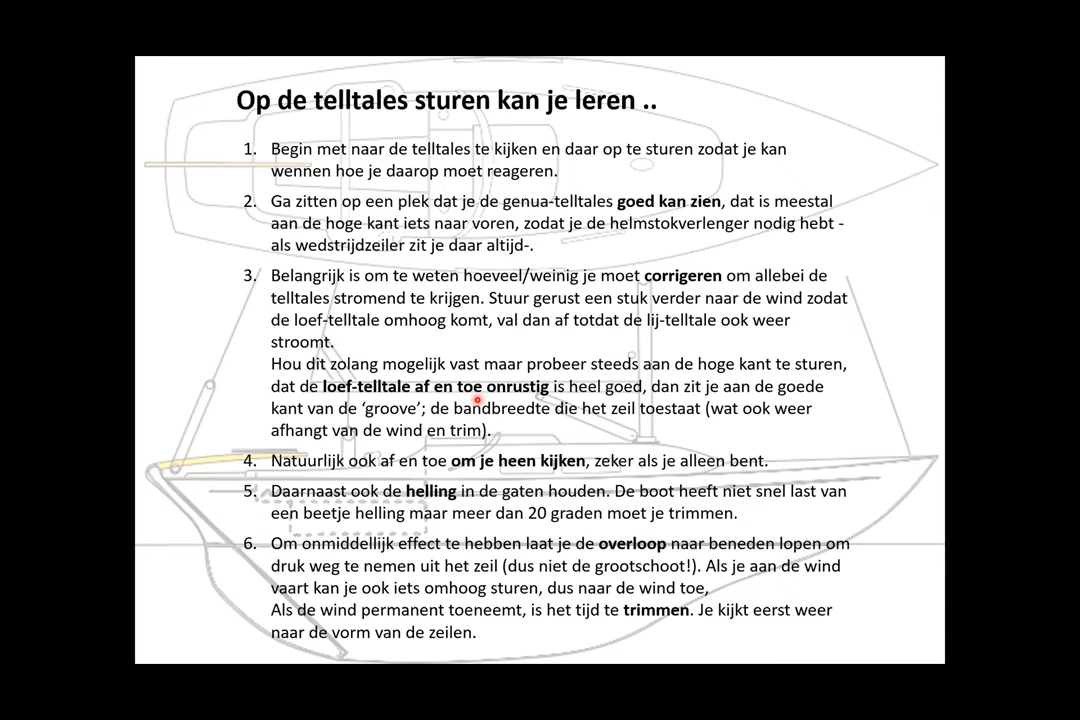 Op de telltales sturen kan je leren ..
1. Begin met naar de telltales te kijken en daar op te sturen zodat je kan
wennen hoe je daarop moet reageren.
2. Ga zitten op een plek dat je de genua-telltales goed kan zien, dat is meestal
aan de hoge kant iets naar voren, zodat je de helmstokverlenger nodig hebt -
als wedstrijdzeiler zit je daar altijd-.
3. Belangrijk is om te weten hoeveel/weinig je moet corrigeren om allebei de
telltales stromend te krijgen. Stuur gerust een stuk verder naar de wind zodat
de loef-telltale omhoog komt, val dan af totdat de lij-telltale ook weer
stroomt.
Hou dit zolang mogelijk vast maar probeer steeds aan de hoge kant te sturen,
dat de loef-telltale af en toe onrustig is heel goed, dan zit je aan de goede
kant van de ‘groove’; de bandbreedte die het zeil toestaat (wat ook weer
afhangt van de wind en trim).
4. Natuurlijk ook af en toe om je heen kijken, zeker als je alleen bent.
5. Daarnaast ook de helling in de gaten houden. De boot heeft niet snel last van
een beetje helling maar meer dan 20 graden moet je trimmen.
6. Om onmiddellijk effect te hebben laat je de overloop naar beneden lopen om
druk weg te nemen uit het zeil (dus niet de grootschoot!). Als je aan de wind
vaart kan je ook iets omhoog sturen, dus naar de wind toe,
Als de wind permanent toeneemt, is het tijd te trimmen. Je kijkt eerst weer
naar de vorm van de zeilen.